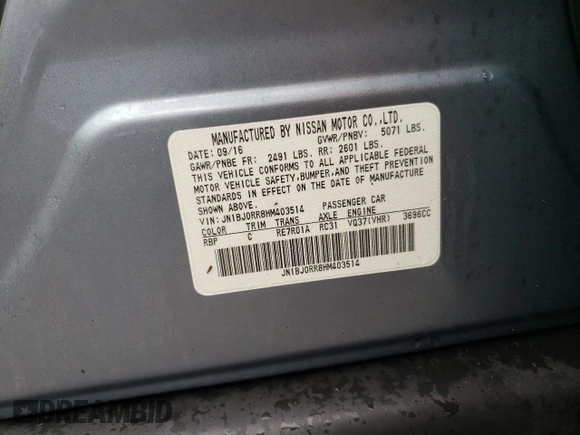 MANUFACTURED BY NISSAN MOTOR CO.,LTD.
DATE: 09/16 GVWR/PNBV: 5071 LBS.
GAWR/PNBE FR: 2491 LBS. RR: 2601 LBS.
THIS VEHICLE CONFORMS TO ALL APPLICABLE FEDERAL
MOTOR VEHICLE SAFETY,BUMPER,AND THEFT PREVENTION
STANDARDS IN EFFECT ON THE DATE OF MANUFACTURE
SHOWN ABOVE.
VIN: JN1BJ0RR8HM403514 PASSENGER CAR
COLOR TRIM TRANS AXLE ENGINE
RBP C RE7R01A RC31 VQ37(VHR) 3696CC
JN1BJ0RR8HM403514
DREAMBID